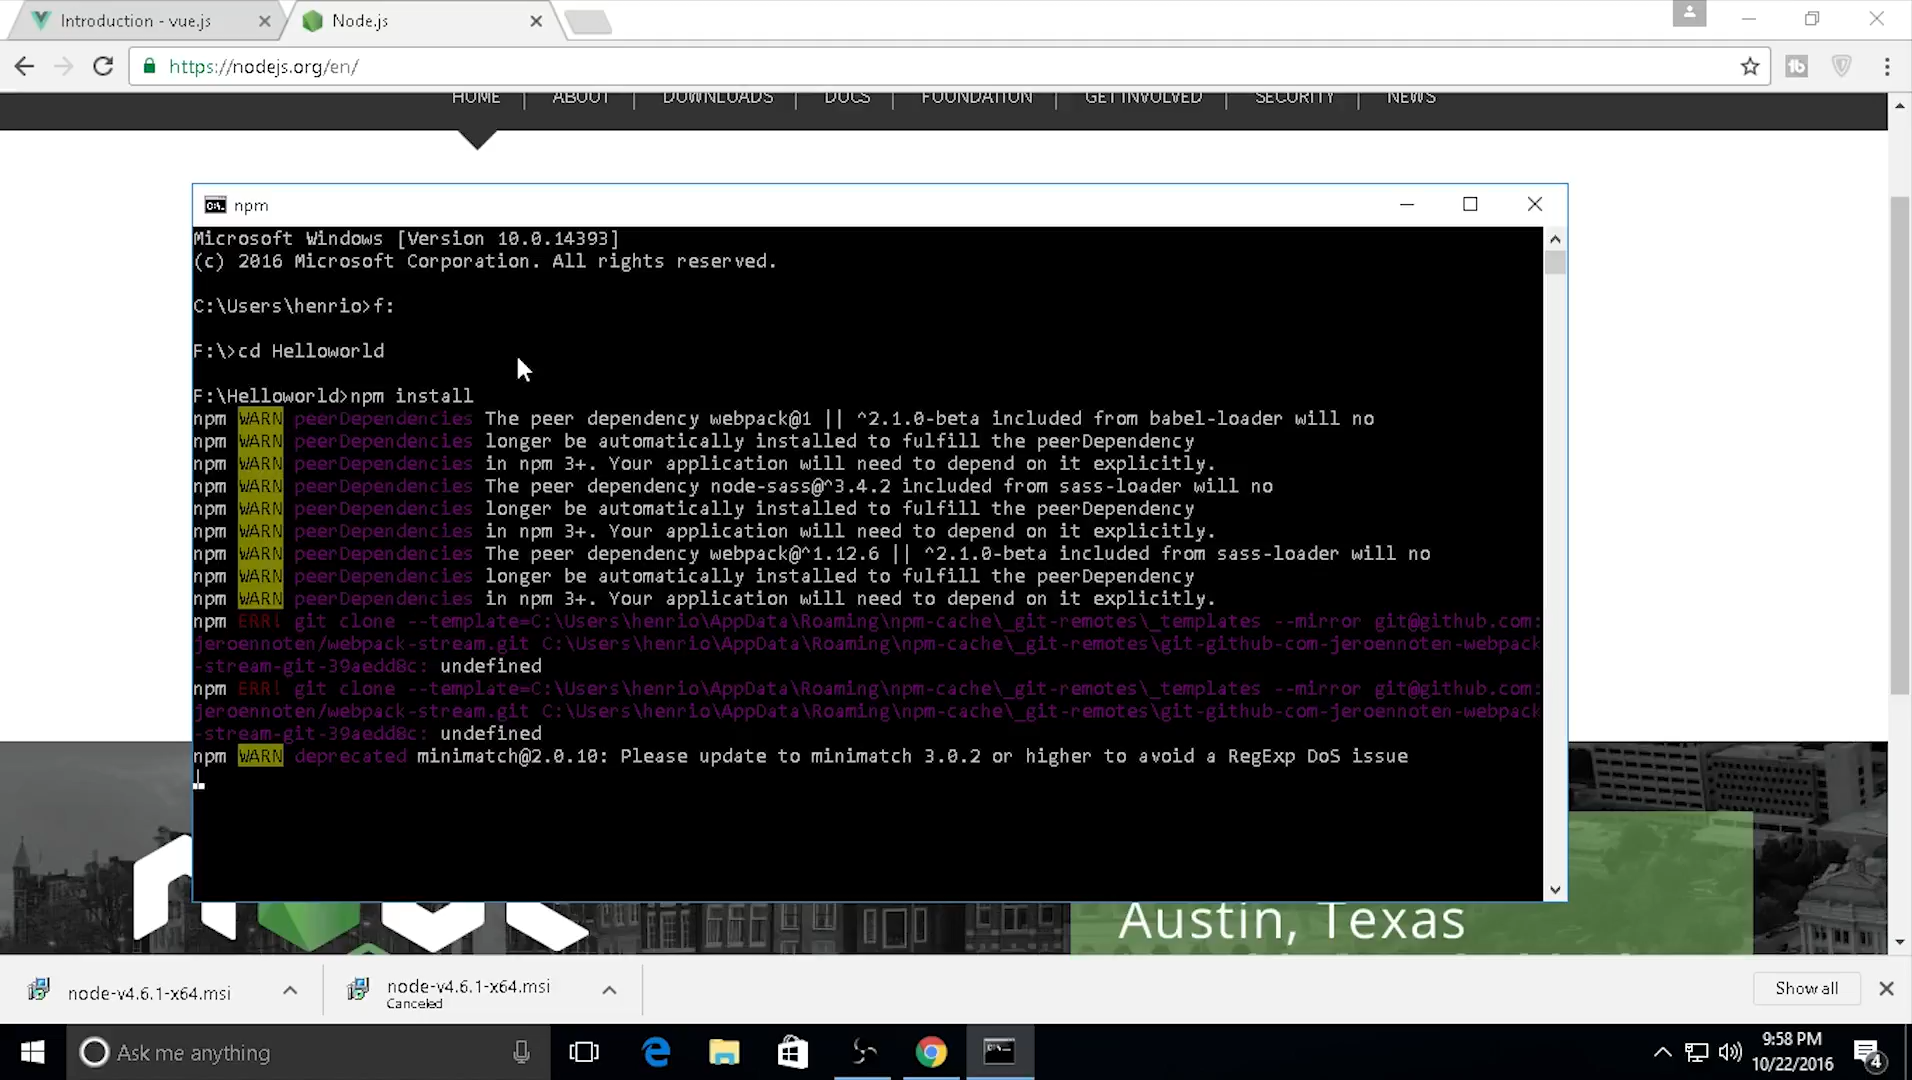 Introduction - vue.js
Node.js
https://nodejs.org/en/
HOME | ABOUT | DOWNLOADS | DOCS | FOUNDATION | GET INVOLVED | SECURITY | NEWS
npm
Microsoft Windows [Version 10.0.14393]
(c) 2016 Microsoft Corporation. All rights reserved.
C:\Users\henrio>f:
F:\>cd Helloworld
F:\Helloworld>npm install
npm WARN peerDependencies The peer dependency webpack@1 || ^2.1.0-beta included from babel-loader will no
npm WARN peerDependencies longer be automatically installed to fulfill the peerDependency
npm WARN peerDependencies in npm 3+. Your application will need to depend on it explicitly.
npm WARN peerDependencies The peer dependency node-sass@^3.4.2 included from sass-loader will no
npm WARN peerDependencies longer be automatically installed to fulfill the peerDependency
npm WARN peerDependencies in npm 3+. Your application will need to depend on it explicitly.
npm WARN peerDependencies The peer dependency webpack@^1.12.6 || ^2.1.0-beta included from sass-loader will no
npm WARN peerDependencies longer be automatically installed to fulfill the peerDependency
npm WARN peerDependencies in npm 3+. Your application will need to depend on it explicitly.
npm ERR! git clone --template=C:\Users\henrio\AppData\Roaming\npm-cache\_git-remotes\_templates --mirror git@github.com:
jeroennoten/webpack-stream.git C:\Users\henrio\AppData\Roaming\npm-cache\_git-remotes\git-github-com-jeroennoten-webpack
-stream-git-39aedd8c: undefined
npm ERR! git clone --template=C:\Users\henrio\AppData\Roaming\npm-cache\_git-remotes\_templates --mirror git@github.com:
jeroennoten/webpack-stream.git C:\Users\henrio\AppData\Roaming\npm-cache\_git-remotes\git-github-com-jeroennoten-webpack
-stream-git-39aedd8c: undefined
npm WARN deprecated minimatch@2.0.10: Please update to minimatch 3.0.2 or higher to avoid a RegExp DoS issue
Austin, Texas
node-v4.6.1-x64.msi
node-v4.6.1-x64.msi
Canceled
Show all
Ask me anything
9:58 PM
10/22/2016
4